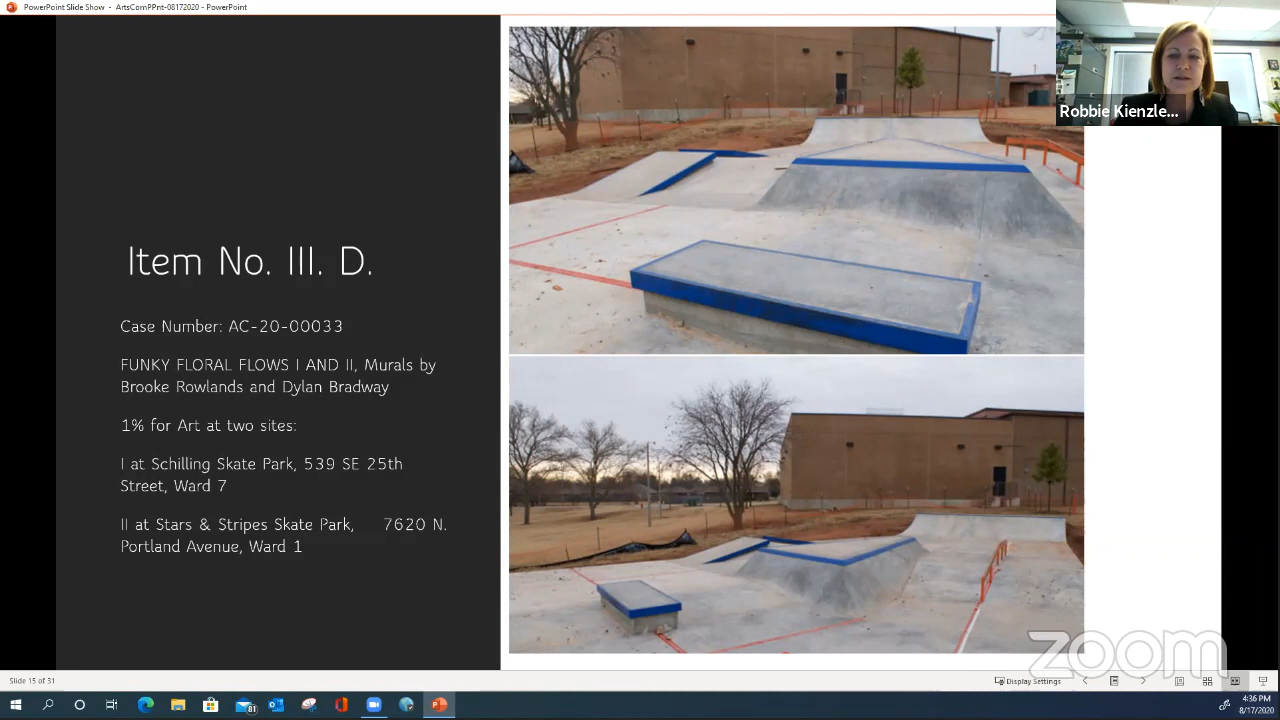 PowerPoint Slide Show - ArtsComPPnt-08172020 - PowerPoint
Robbie Kienzle...
Item No. III. D.
Case Number: AC-20-00033
FUNKY FLORAL FLOWS I AND II, Murals by
Brooke Rowlands and Dylan Bradway
1% for Art at two sites:
I at Schilling Skate Park, 539 SE 25th
Street, Ward 7
II at Stars & Stripes Skate Park, 7620 N.
Portland Avenue, Ward 1
zoom
Slide 15 of 31
Display Settings
81
4:36 PM
8/17/2020